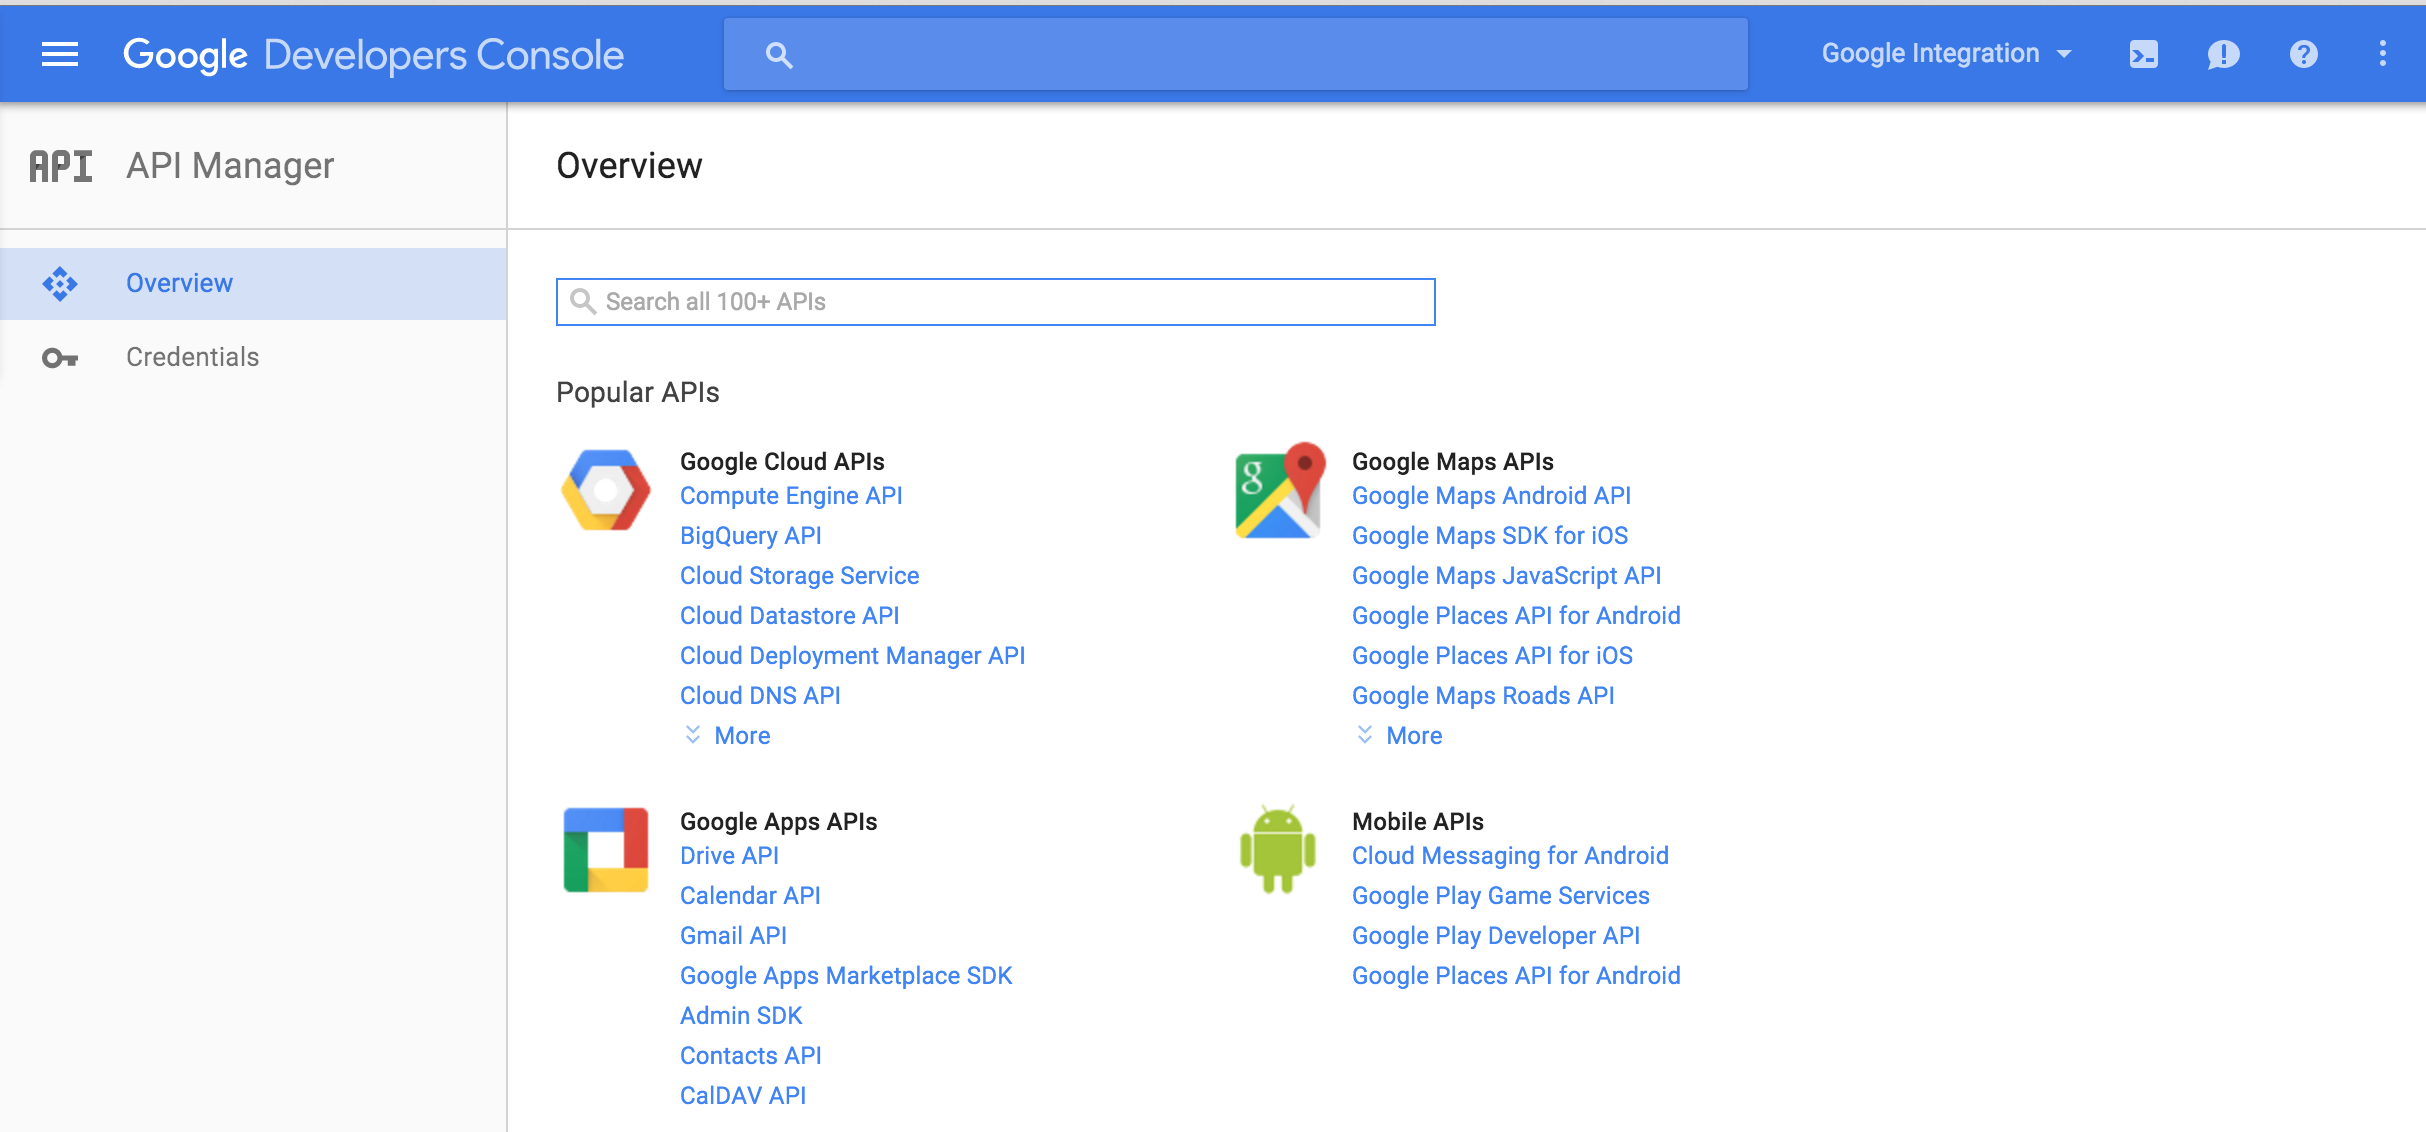 Google Developers Console
Google Integration
API API Manager
Overview
Overview
Credentials
Search all 100+ APIs
Popular APIs
Google Cloud APIs
Compute Engine API
BigQuery API
Cloud Storage Service
Cloud Datastore API
Cloud Deployment Manager API
Cloud DNS API
More
g
Google Maps APIs
Google Maps Android API
Google Maps SDK for iOS
Google Maps JavaScript API
Google Places API for Android
Google Places API for iOS
Google Maps Roads API
More
Google Apps APIs
Drive API
Calendar API
Gmail API
Google Apps Marketplace SDK
Admin SDK
Contacts API
CalDAV API
Mobile APIs
Cloud Messaging for Android
Google Play Game Services
Google Play Developer API
Google Places API for Android